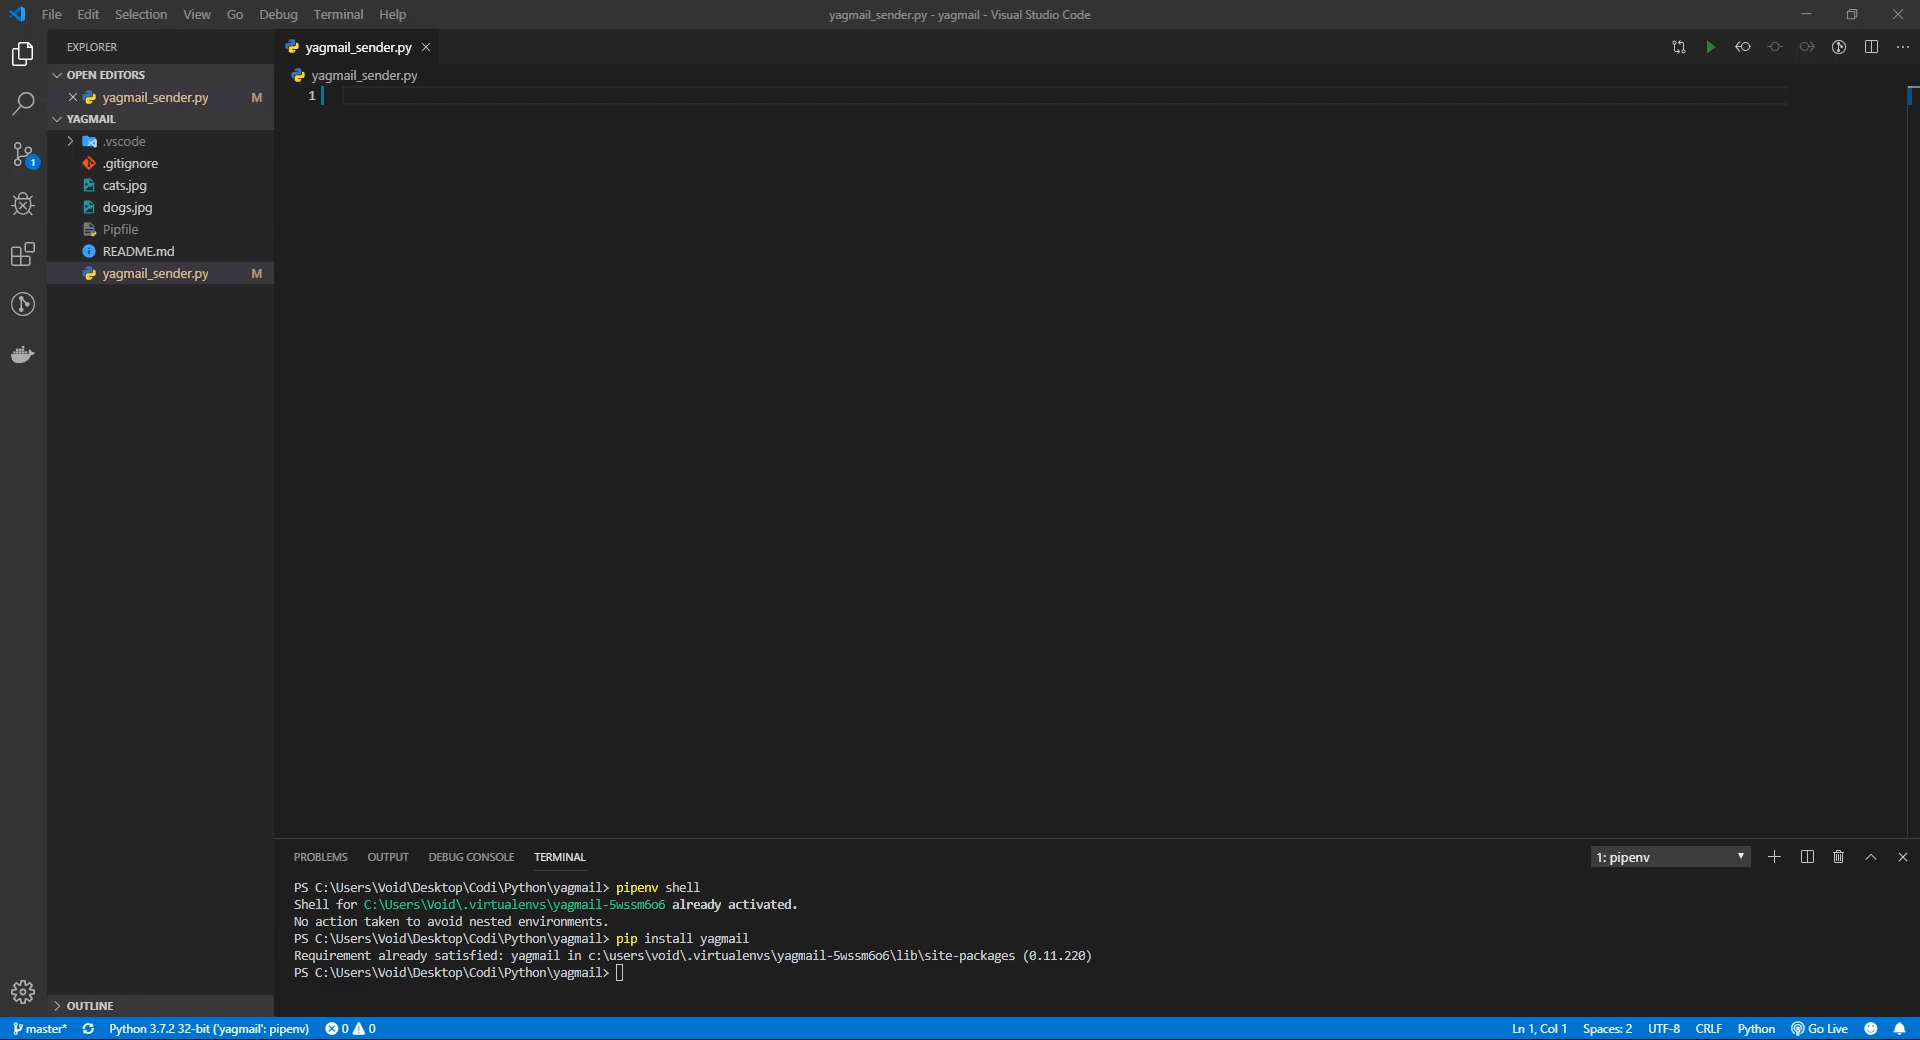 File Edit Selection View Go Debug Terminal Help
yagmail_sender.py - yagmail - Visual Studio Code
EXPLORER
OPEN EDITORS
yagmail_sender.py M
YAGMAIL
.vscode
.gitignore
cats.jpg
dogs.jpg
Pipfile
README.md
yagmail_sender.py M
OUTLINE
1
yagmail_sender.py
yagmail_sender.py
1
PROBLEMS OUTPUT DEBUG CONSOLE TERMINAL
1: pipenv
PS C:\Users\Void\Desktop\Codi\Python\yagmail> pipenv shell
Shell for C:\Users\Void\.virtualenvs\yagmail-5wssm6o6 already activated.
No action taken to avoid nested environments.
PS C:\Users\Void\Desktop\Codi\Python\yagmail> pip install yagmail
Requirement already satisfied: yagmail in c:\users\void\.virtualenvs\yagmail-5wssm6o6\lib\site-packages (0.11.220)
PS C:\Users\Void\Desktop\Codi\Python\yagmail>
master* Python 3.7.2 32-bit ('yagmail': pipenv) 0 0 Ln 1, Col 1 Spaces: 2 UTF-8 CRLF Python Go Live